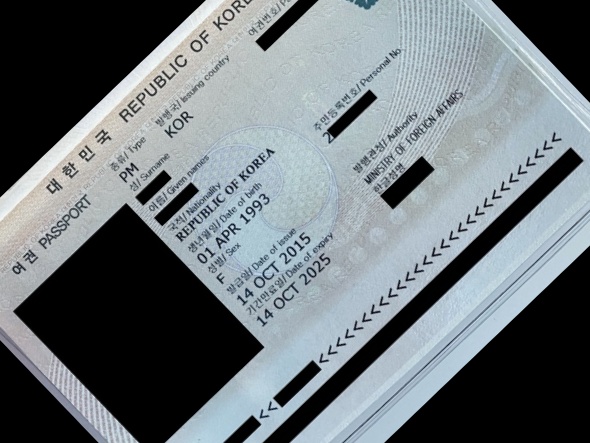 대한민국 REPUBLIC OF KOREA
여권 PASSPORT
종류/Type
PM
발행국/Issuing country
KOR
여권번호/
성/Surname
이름/Given names
국적/Nationality
REPUBLIC OF KOREA
생년월일/Date of birth
01 APR 1993
주민등록번호/Personal No.
2
성별/Sex
F
발급일/Date of issue
14 OCT 2015
발행관청/Authority
MINISTRY OF FOREIGN AFFAIRS
기간만료일/Date of expiry
14 OCT 2025
한글성명